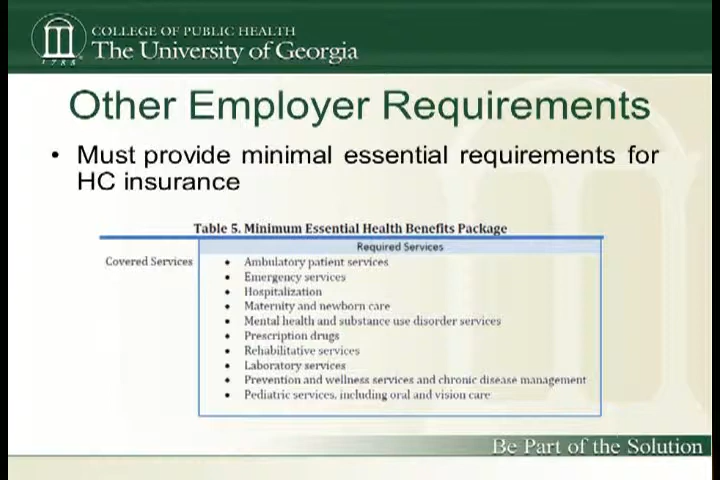 COLLEGE OF PUBLIC HEALTH
The University of Georgia
1785
Other Employer Requirements
• Must provide minimal essential requirements for
HC insurance
Table 5. Minimum Essential Health Benefits Package
Required Services
Covered Services
• Ambulatory patient services
• Emergency services
• Hospitalization
• Maternity and newborn care
• Mental health and substance use disorder services
• Prescription drugs
• Rehabilitative services
• Laboratory services
• Prevention and wellness services and chronic disease management
• Pediatric services, including oral and vision care
Be Part of the Solution